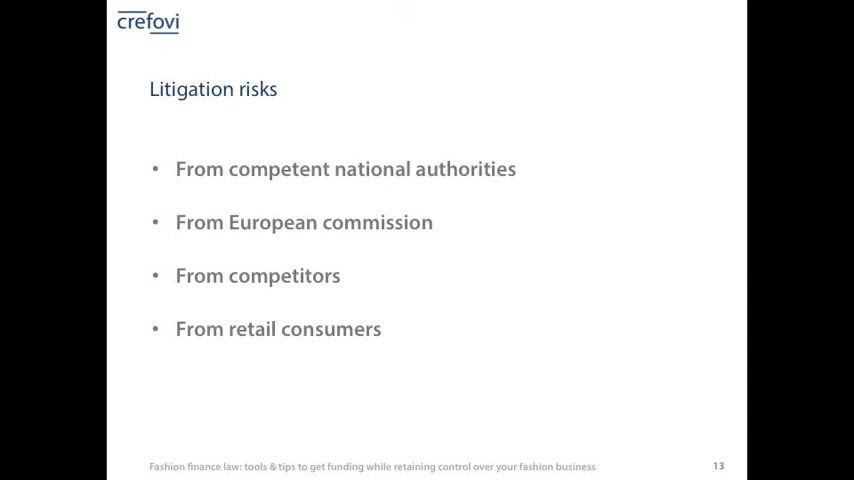 crefovi
Litigation risks
• From competent national authorities
• From European commission
• From competitors
• From retail consumers
Fashion finance law: tools & tips to get funding while retaining control over your fashion business 13